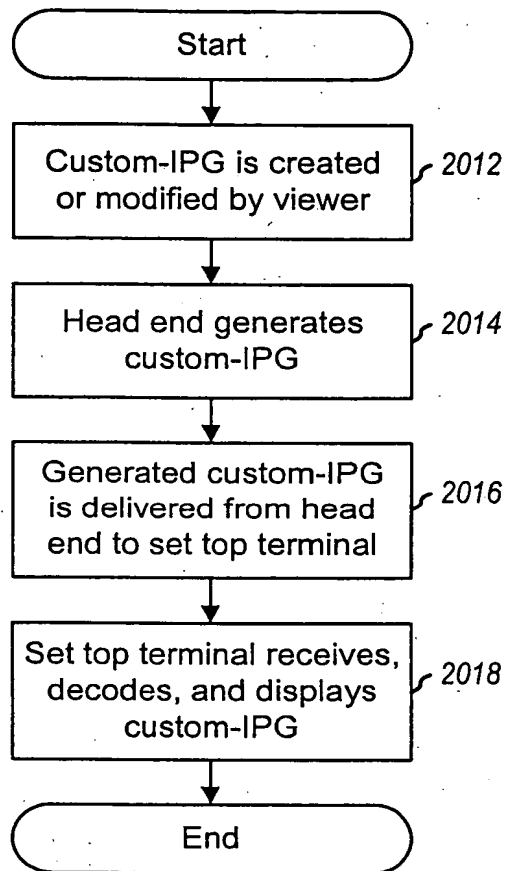 Start
Custom-IPG is created
or modified by viewer
2012
Head end generates
custom-IPG
2014
Generated custom-IPG
is delivered from head
end to set top terminal
2016
Set top terminal receives,
decodes, and displays
custom-IPG
2018
End